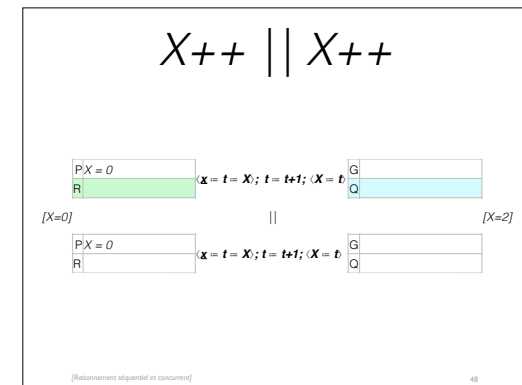 X++ || X++
P X = 0
R
⟨x = t = X⟩; t = t+1; ⟨X = t⟩
G
Q
[X=0]
||
[X=2]
P X = 0
R
⟨x = t = X⟩; t = t+1; ⟨X = t⟩
G
Q
[Raisonnement séquentiel et concurrent]
48